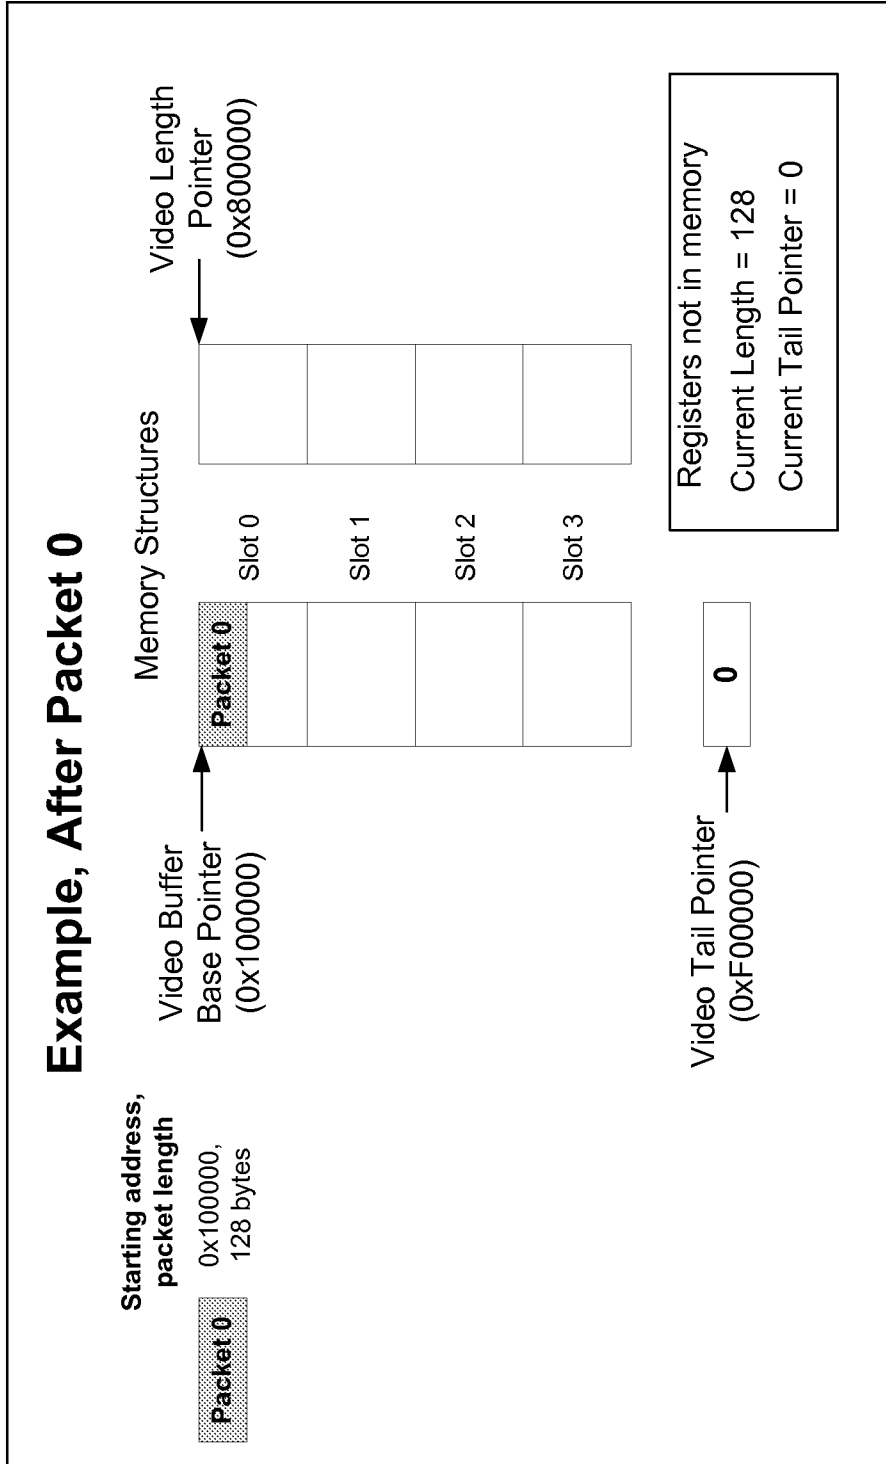 Example, After Packet 0
Starting address,
packet length
Packet 0
0x100000,
128 bytes
Memory Structures
Video Buffer
Base Pointer
(0x100000)
Packet 0
Slot 0
Slot 1
Slot 2
Slot 3
Video Length
Pointer
(0x800000)
Video Tail Pointer
(0xF00000)
0
Registers not in memory
Current Length = 128
Current Tail Pointer = 0